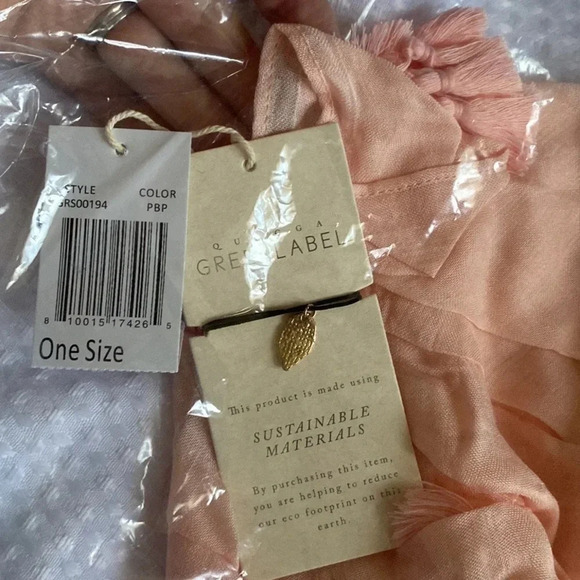 STYLE COLOR
GRS00194 PBP
8 10015 17426 5
One Size
GREEN LABEL
This product is made using
SUSTAINABLE
MATERIALS
By purchasing this item,
you are helping to reduce
our eco footprint on this
earth.